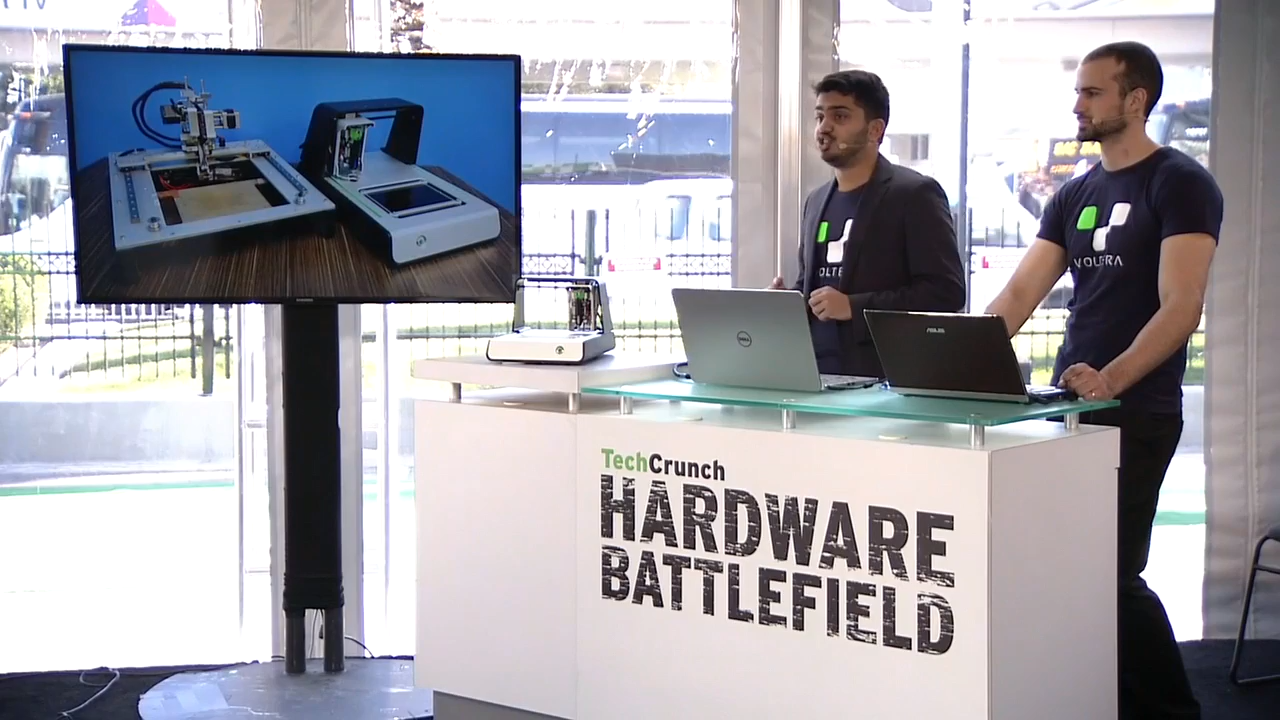 TechCrunch
HARDWARE
BATTLEFIELD
VOLTERA
DELL
ASUS